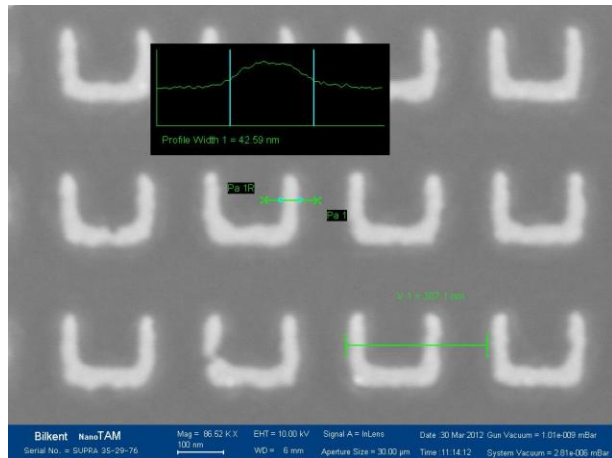 Profile Width 1 = 42.59 nm
Pa 1R
Pa 1
Bilkent NanoTAM
Serial No. = SUPRA 35-29-76
Mag = 86.52 K X
100 nm
EHT = 10.00 kV
WD = 6 mm
Signal A = InLens
Aperture Size = 30.00 µm
Date :30 Mar 2012
Time :11:14:12
Gun Vacuum = 1.01e-009 mBar
System Vacuum = 2.81e-006 mBar